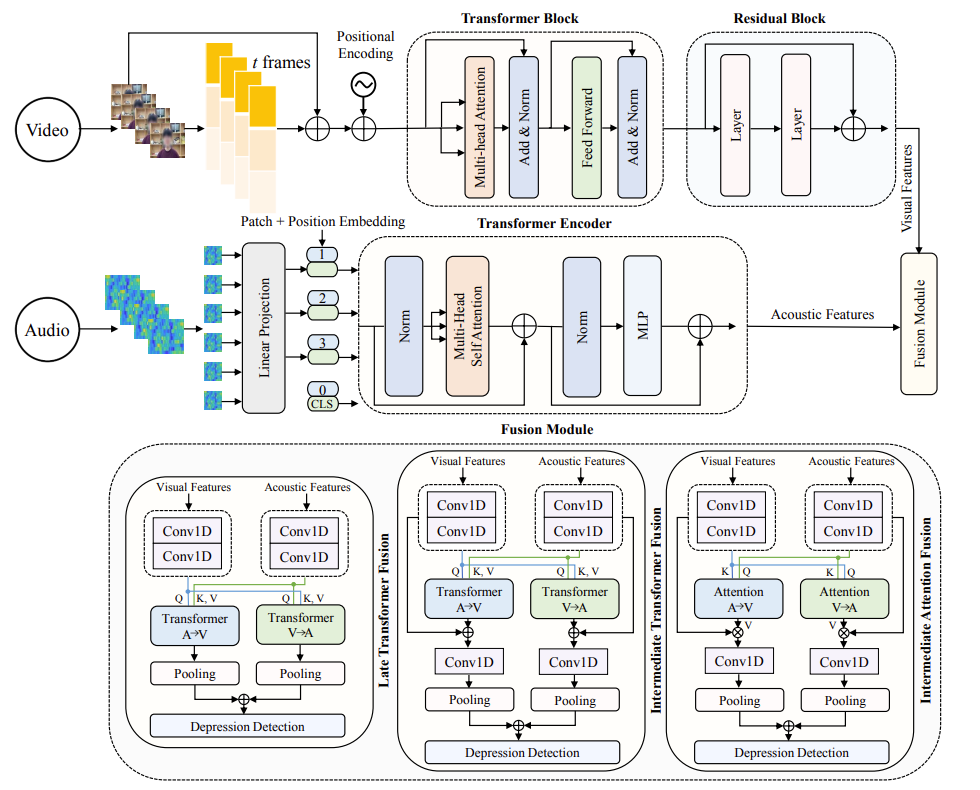 Transformer Block
Residual Block
Positional
Encoding
t frames
Video
Multi-head Attention
Add & Norm
Feed Forward
Add & Norm
Layer
Layer
Visual Features
Patch + Position Embedding
Transformer Encoder
Audio
Linear Projection
1
2
3
0
CLS
Norm
Multi-Head
Self Attention
Norm
MLP
Acoustic Features
Fusion Module
Fusion Module
Visual Features
Acoustic Features
Conv1D
Conv1D
Conv1D
Conv1D
Q
K, V
Q
K, V
Transformer
A→V
Transformer
V→A
Pooling
Pooling
Depression Detection
Late Transformer Fusion
Visual Features
Acoustic Features
Conv1D
Conv1D
Conv1D
Conv1D
Q
K, V
Q
K, V
Transformer
A→V
Transformer
V→A
Conv1D
Conv1D
Pooling
Pooling
Depression Detection
Intermediate Transformer Fusion
Visual Features
Acoustic Features
Conv1D
Conv1D
Conv1D
Conv1D
K
Q
K
Q
Attention
A→V
Attention
V→A
V
V
Conv1D
Conv1D
Pooling
Pooling
Depression Detection
Intermediate Attention Fusion